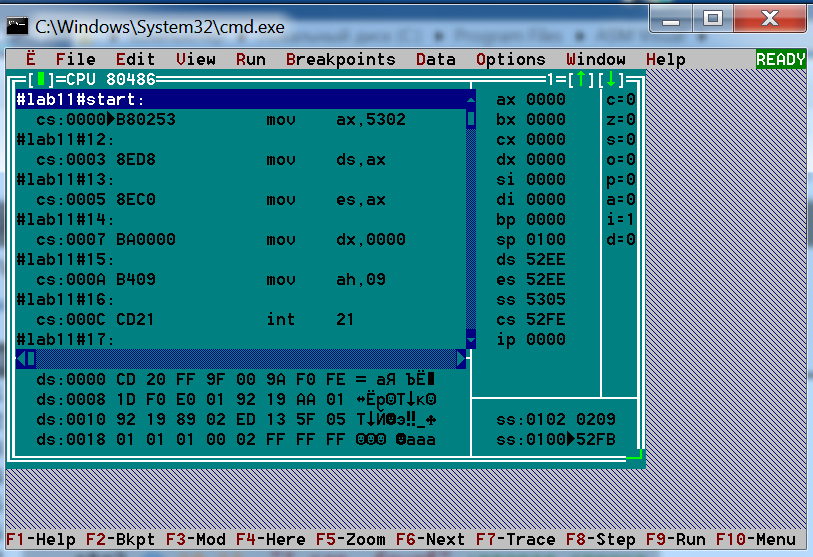 C:\Windows\System32\cmd.exe
Ë File Edit View Run Breakpoints Data Options Window Help READY
[▮]=CPU 80486 1=[↑][↓]
#lab11#start: ax 0000 c=0
cs:0000►B80253 mov ax,5302 bx 0000 z=0
#lab11#12: cx 0000 s=0
cs:0003 8ED8 mov ds,ax dx 0000 o=0
#lab11#13: si 0000 p=0
cs:0005 8EC0 mov es,ax di 0000 a=0
#lab11#14: bp 0000 i=1
cs:0007 BA0000 mov dx,0000 sp 0100 d=0
#lab11#15: ds 52EE
cs:000A B409 mov ah,09 es 52EE
#lab11#16: ss 5305
cs:000C CD21 int 21 cs 52FE
#lab11#17: ip 0000
ds:0000 CD 20 FF 9F 00 9A F0 FE = аЯ ЪЁ
ds:0008 1D F0 E0 01 92 19 AA 01 ↔Ёр☺Т↓к☺
ds:0010 92 19 89 02 ED 13 5F 05 Т↓Й☻э‼_♣ ss:0102 0209
ds:0018 01 01 01 00 02 FF FF FF ☺☺☺ ☻ ss:0100►52FB
F1-Help F2-Bkpt F3-Mod F4-Here F5-Zoom F6-Next F7-Trace F8-Step F9-Run F10-Menu